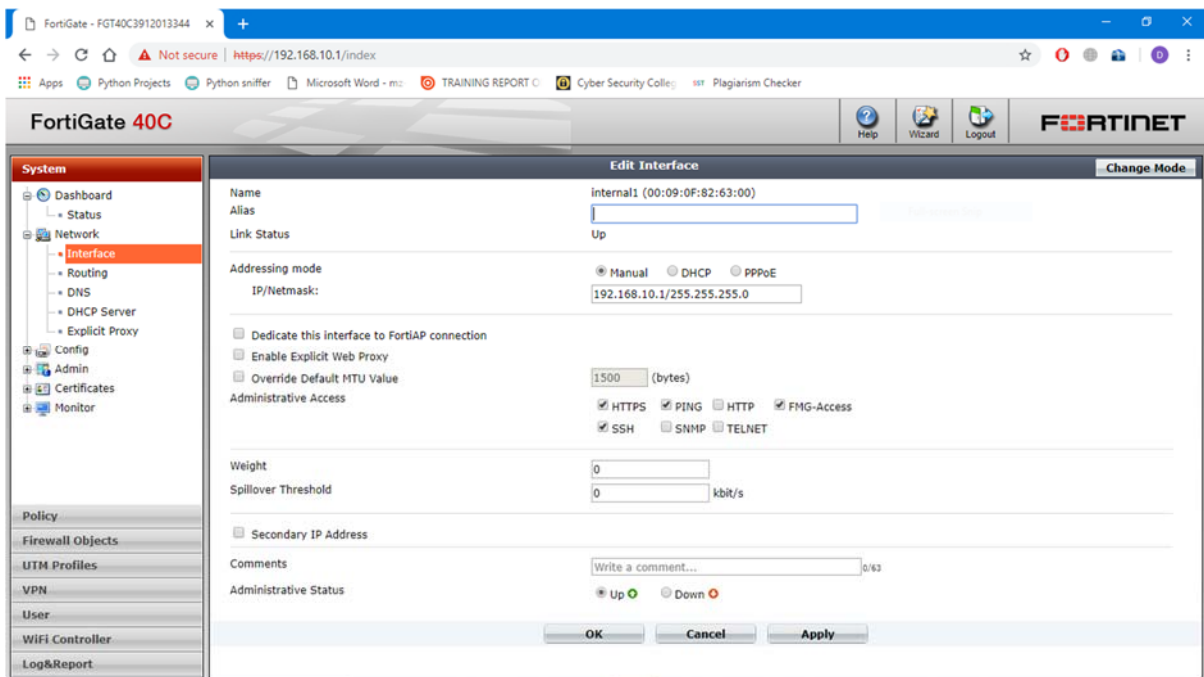 FortiGate - FGT40C3912013344
Not secure | https://192.168.10.1/index
Apps Python Projects Python sniffer Microsoft Word - ma TRAINING REPORT O Cyber Security Colleg SST Plagiarism Checker
FortiGate 40C
Help
Wizard
Logout
FORTINET
System
Dashboard
Status
Network
Interface
Routing
DNS
DHCP Server
Explicit Proxy
Config
Admin
Certificates
Monitor
Policy
Firewall Objects
UTM Profiles
VPN
User
WiFi Controller
Log&Report
Edit Interface
Change Mode
Name internal1 (00:09:0F:82:63:00)
Alias
Link Status Up
Addressing mode Manual DHCP PPPoE
IP/Netmask: 192.168.10.1/255.255.255.0
Dedicate this interface to FortiAP connection
Enable Explicit Web Proxy
Override Default MTU Value 1500 (bytes)
Administrative Access HTTPS PING HTTP FMG-Access
SSH SNMP TELNET
Weight 0
Spillover Threshold 0 kbit/s
Secondary IP Address
Comments Write a comment... 0/63
Administrative Status Up Down
OK Cancel Apply